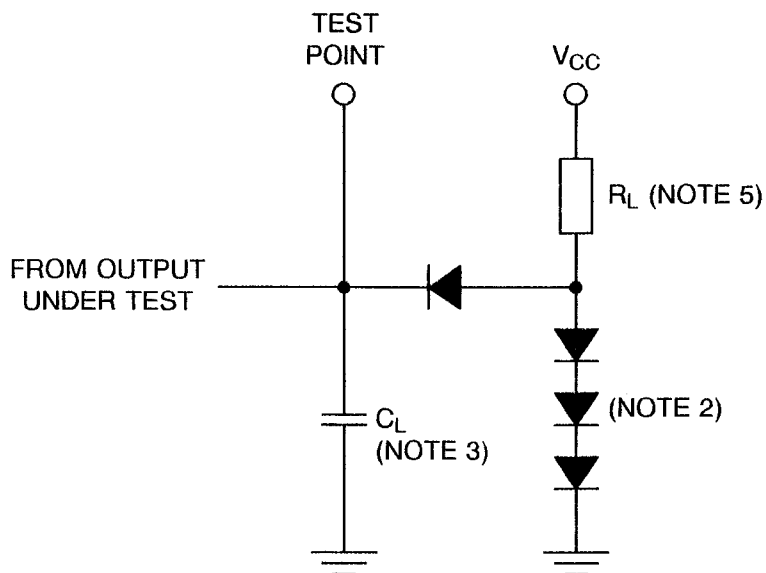 TEST
POINT
VCC
RL (NOTE 5)
FROM OUTPUT
UNDER TEST
CL
(NOTE 3)
(NOTE 2)